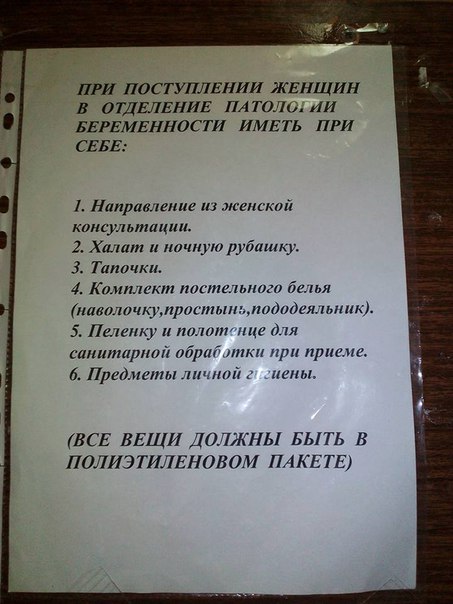 ПРИ ПОСТУПЛЕНИИ ЖЕНЩИН
В ОТДЕЛЕНИЕ ПАТОЛОГИИ
БЕРЕМЕННОСТИ ИМЕТЬ ПРИ
СЕБЕ:
1. Направление из женской
консультации.
2. Халат и ночную рубашку.
3. Тапочки.
4. Комплект постельного белья
(наволочку,простынь,пододеяльник).
5. Пеленку и полотенце для
санитарной обработки при приеме.
6. Предметы личной гигиены.
(ВСЕ ВЕЩИ ДОЛЖНЫ БЫТЬ В
ПОЛИЭТИЛЕНОВОМ ПАКЕТЕ)